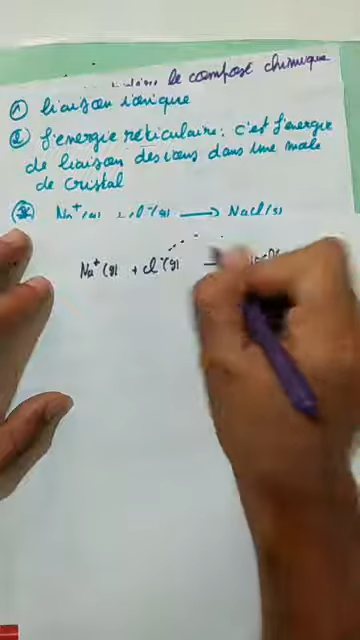 le composé chimique
① liaison ionique
② l'énergie réticulaire : c'est l'énergie
de liaison des ions dans une mole
de cristal
Na⁺(g) + Cl⁻(g) → NaCl(s)
Na⁺(g) + Cl⁻(g) →